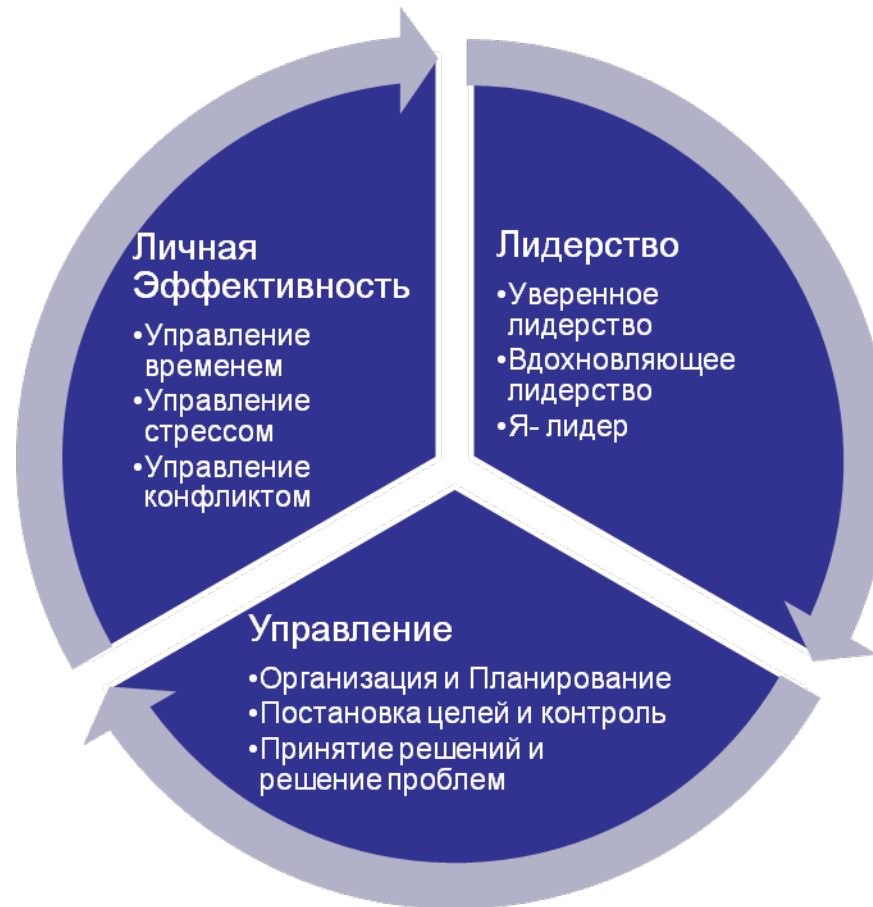 Личная
Эффективность
•Управление
временем
•Управление
стрессом
•Управление
конфликтом
Лидерство
•Уверенное
лидерство
•Вдохновляющее
лидерство
•Я- лидер
Управление
•Организация и Планирование
•Постановка целей и контроль
•Принятие решений и
решение проблем